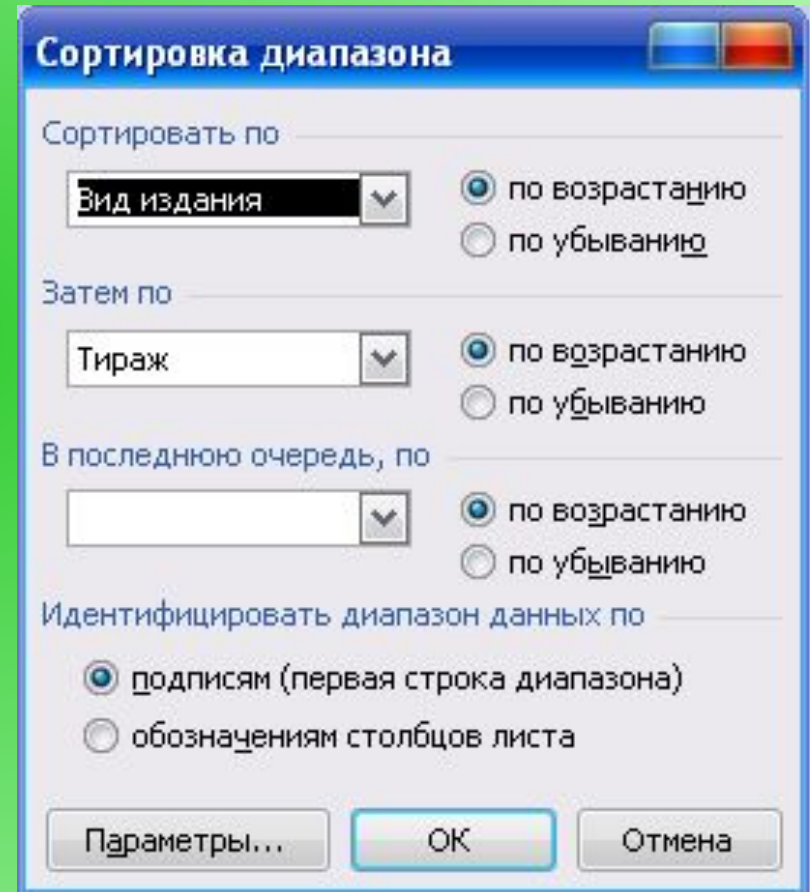 Сортировка диапазона
Сортировать по
Вид издания
по возрастанию
по убыванию
Затем по
Тираж
по возрастанию
по убыванию
В последнюю очередь, по
по возрастанию
по убыванию
Идентифицировать диапазон данных по
подписям (первая строка диапазона)
обозначениям столбцов листа
Параметры... ОК Отмена